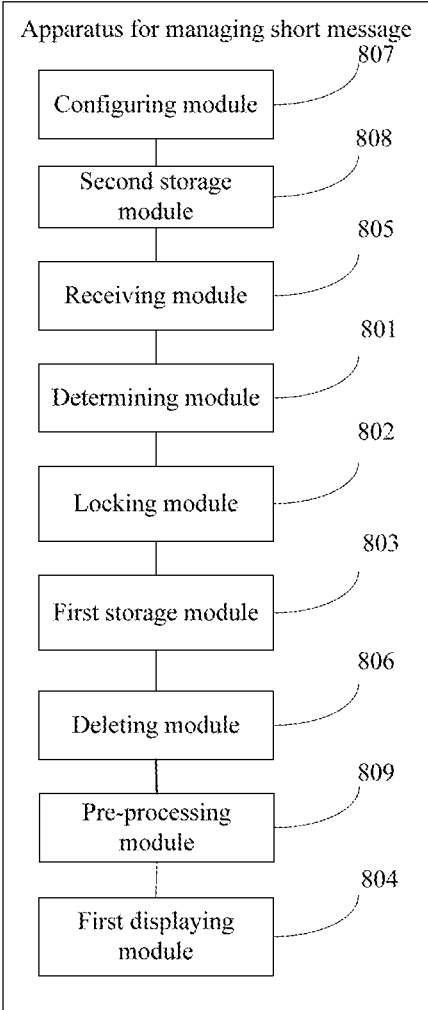 Apparatus for managing short message
807
Configuring module
808
Second storage
module
805
Receiving module
801
Determining module
802
Locking module
803
First storage module
806
Deleting module
809
Pre-processing
module
804
First displaying
module